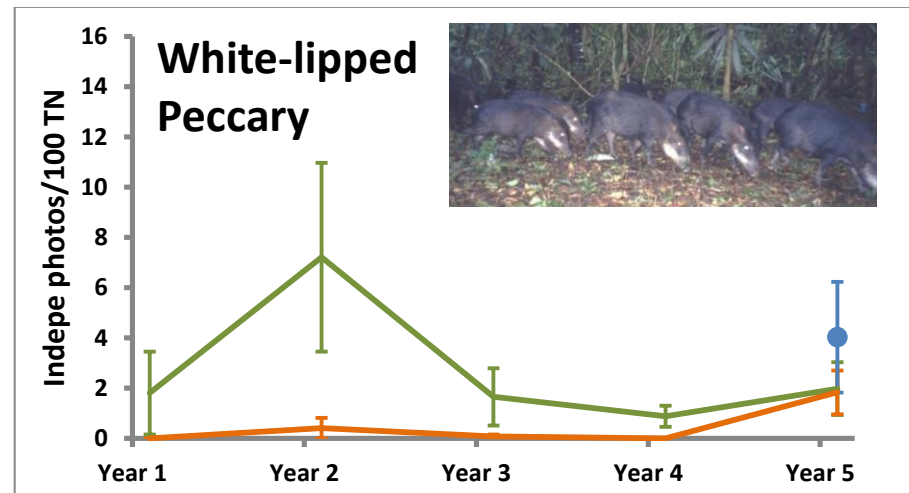 White-lipped
Peccary
Indepe photos/100 TN
16
14
12
10
8
6
4
2
0
Year 1
Year 2
Year 3
Year 4
Year 5